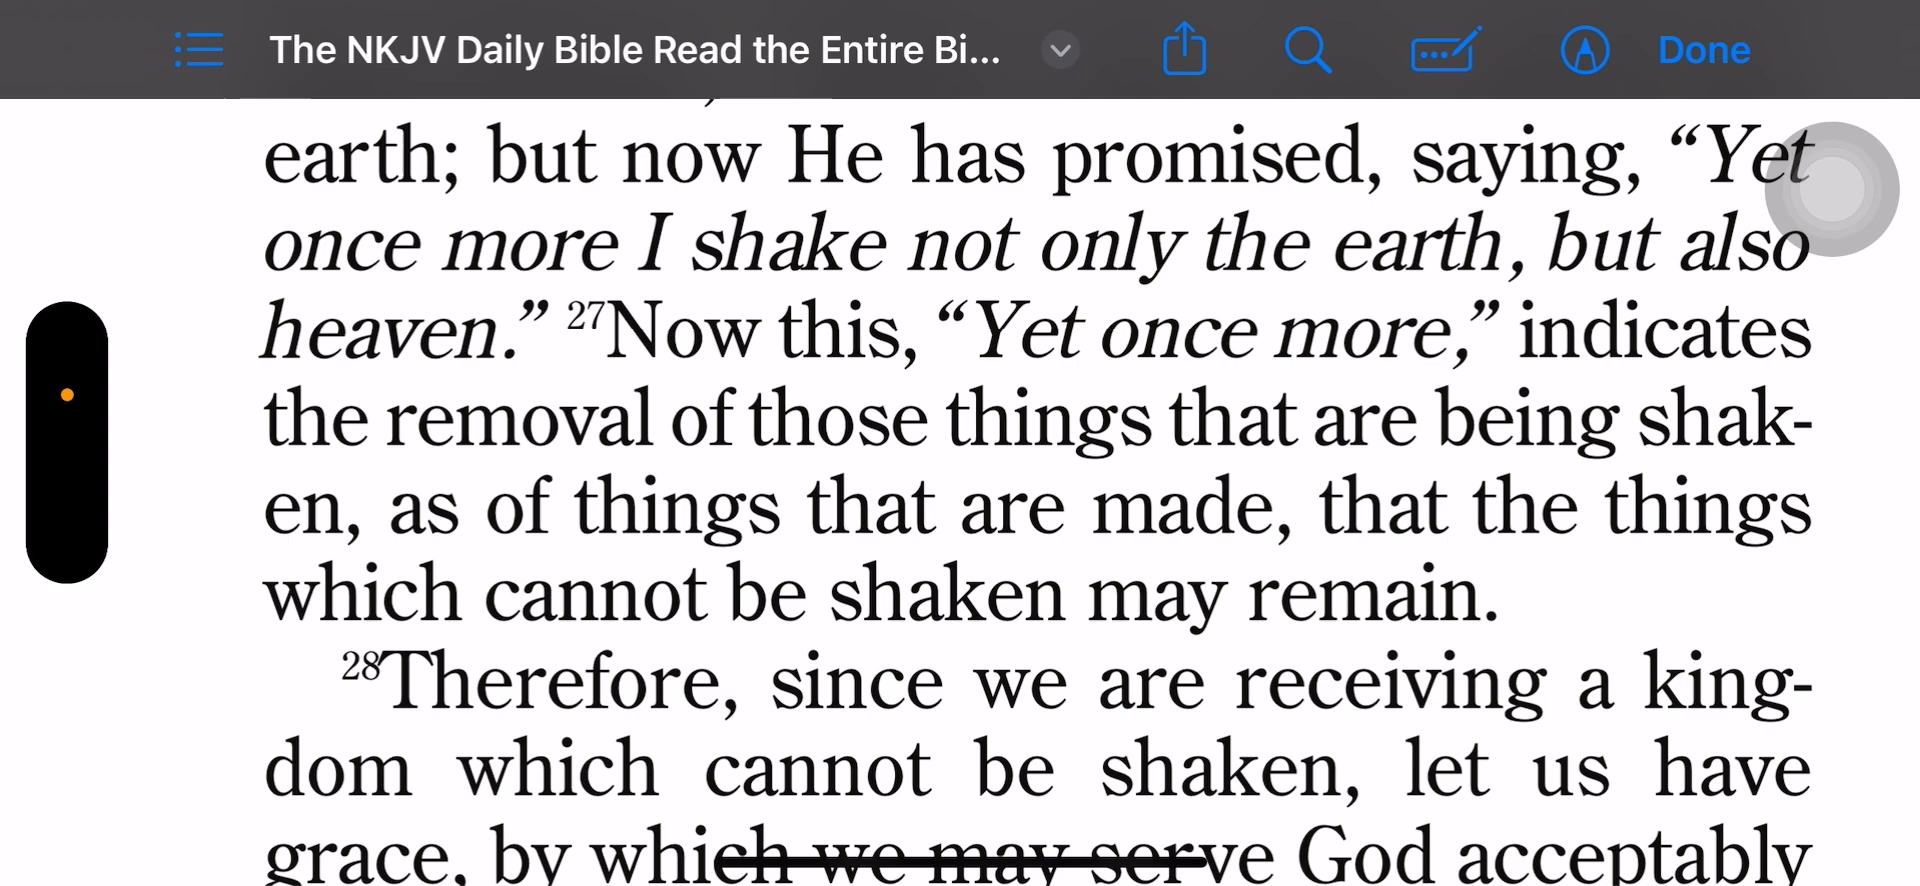 The NKJV Daily Bible Read the Entire Bi...
Done
earth; but now He has promised, saying, “Yet
once more I shake not only the earth, but also
heaven.” 27Now this, “Yet once more,” indicates
the removal of those things that are being shak-
en, as of things that are made, that the things
which cannot be shaken may remain.
28Therefore, since we are receiving a king-
dom which cannot be shaken, let us have
grace, by which we may serve God acceptably